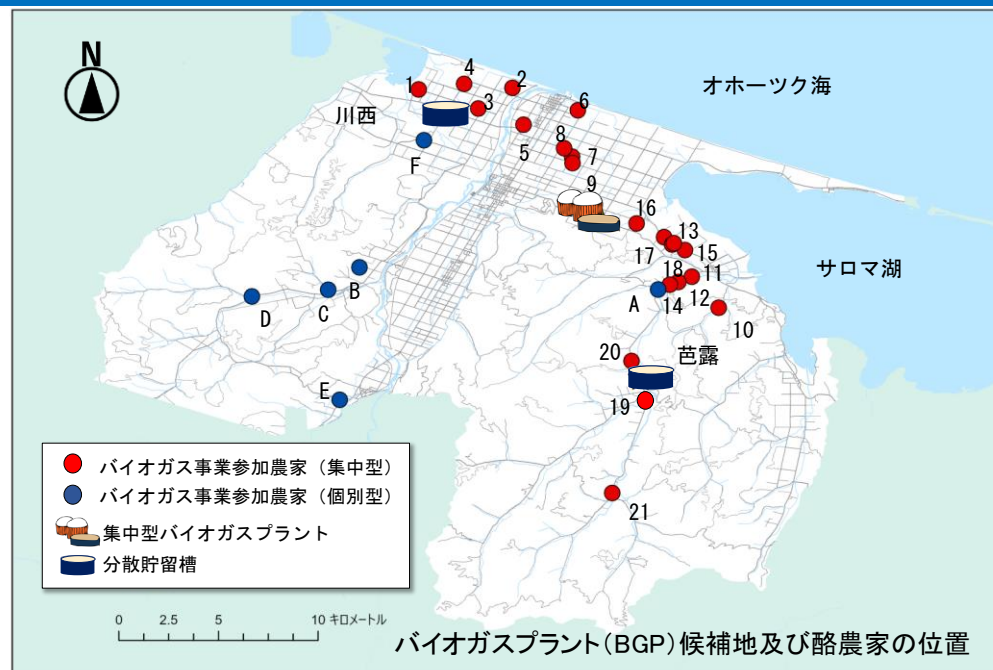 N
4
2
1
オホーツク海
3
6
川西
8
5
7
F
9
16
13
17
15
サロマ湖
18
11
B
A
14
12
D
C
10
20
芭露
E
19
バイオガス事業参加農家（集中型）
バイオガス事業参加農家（個別型）
21
集中型バイオガスプラント
分散貯留槽
0 2.5 5 10 キロメートル
バイオガスプラント(BGP)候補地及び酪農家の位置